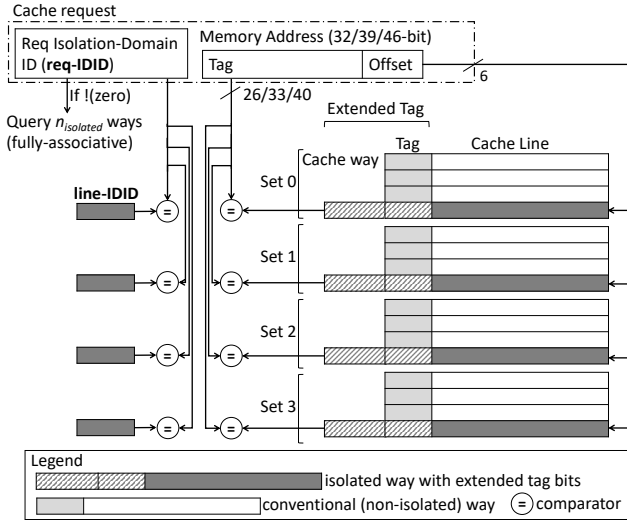 Cache request
Req Isolation-Domain
ID (req-IDID)
Memory Address (32/39/46-bit)
Tag
Offset
6
If !(zero)
26/33/40
Query nisolated ways
(fully-associative)
Extended Tag
Tag
Cache Line
Cache way
line-IDID
Set 0
= =
Set 1
= =
Set 2
= =
Set 3
= =
Legend
isolated way with extended tag bits
conventional (non-isolated) way
= comparator